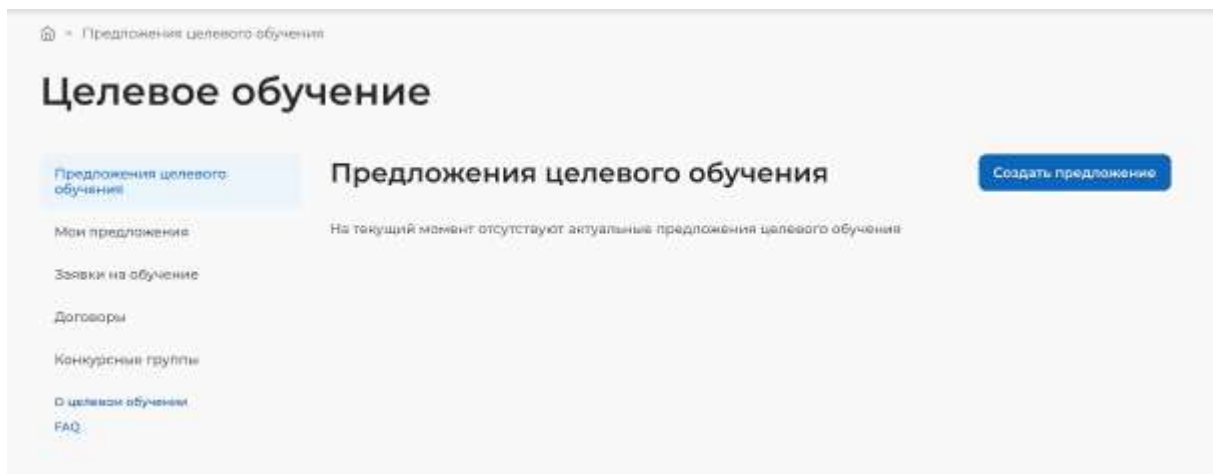 Предложения целевого обучения
Целевое обучение
Предложения целевого
обучения
Мои предложения
Заявки на обучение
Договоры
Конкурсные группы
О целевом обучении
FAQ
Предложения целевого обучения
Создать предложение
На текущий момент отсутствуют актуальные предложения целевого обучения